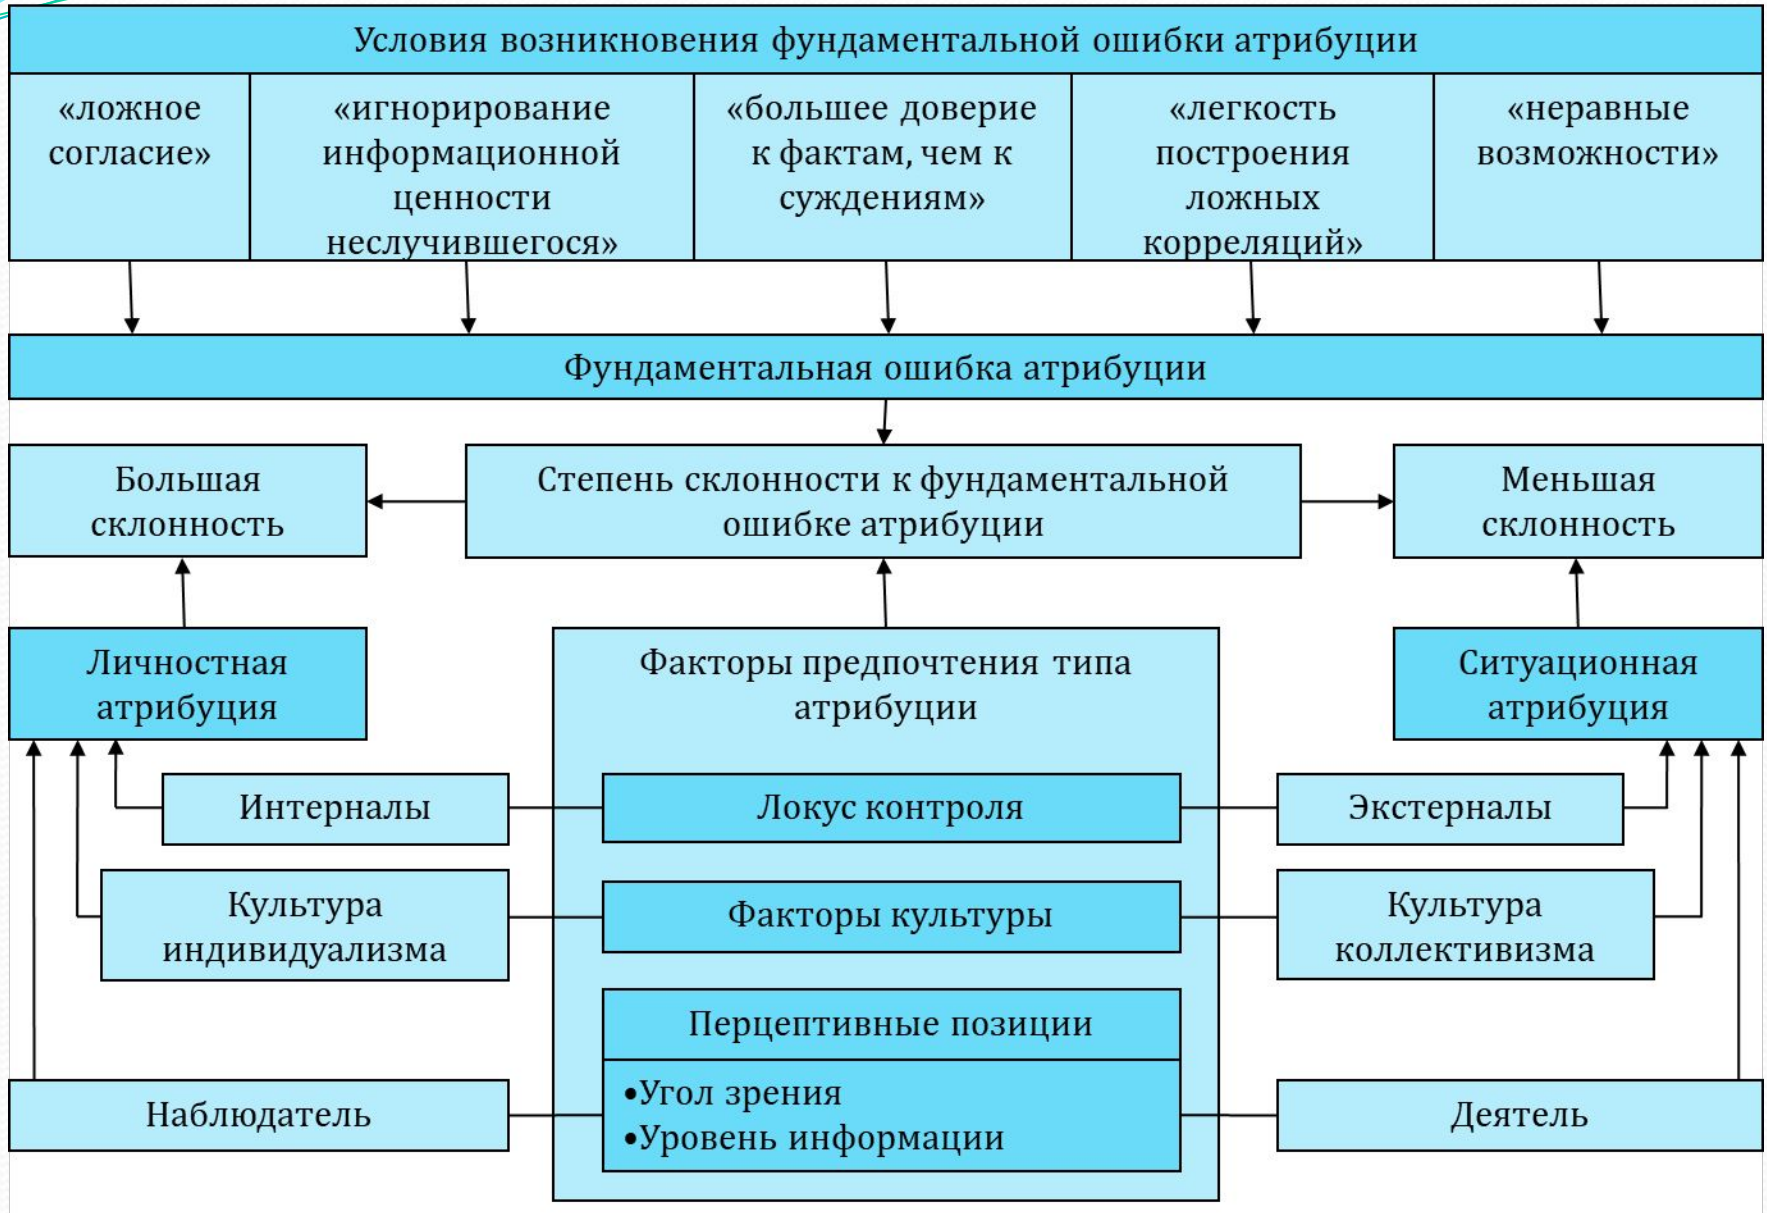 Условия возникновения фундаментальной ошибки атрибуции
«ложное
согласие»
«игнорирование
информационной
ценности
неслучившегося»
«большее доверие
к фактам, чем к
суждениям»
«легкость
построения
ложных
корреляций»
«неравные
возможности»
Фундаментальная ошибка атрибуции
Большая
склонность
Степень склонности к фундаментальной
ошибке атрибуции
Меньшая
склонность
Личностная
атрибуция
Факторы предпочтения типа
атрибуции
Ситуационная
атрибуция
Интерналы
Локус контроля
Экстерналы
Культура
индивидуализма
Факторы культуры
Культура
коллективизма
Перцептивные позиции
•Угол зрения
•Уровень информации
Наблюдатель
Деятель